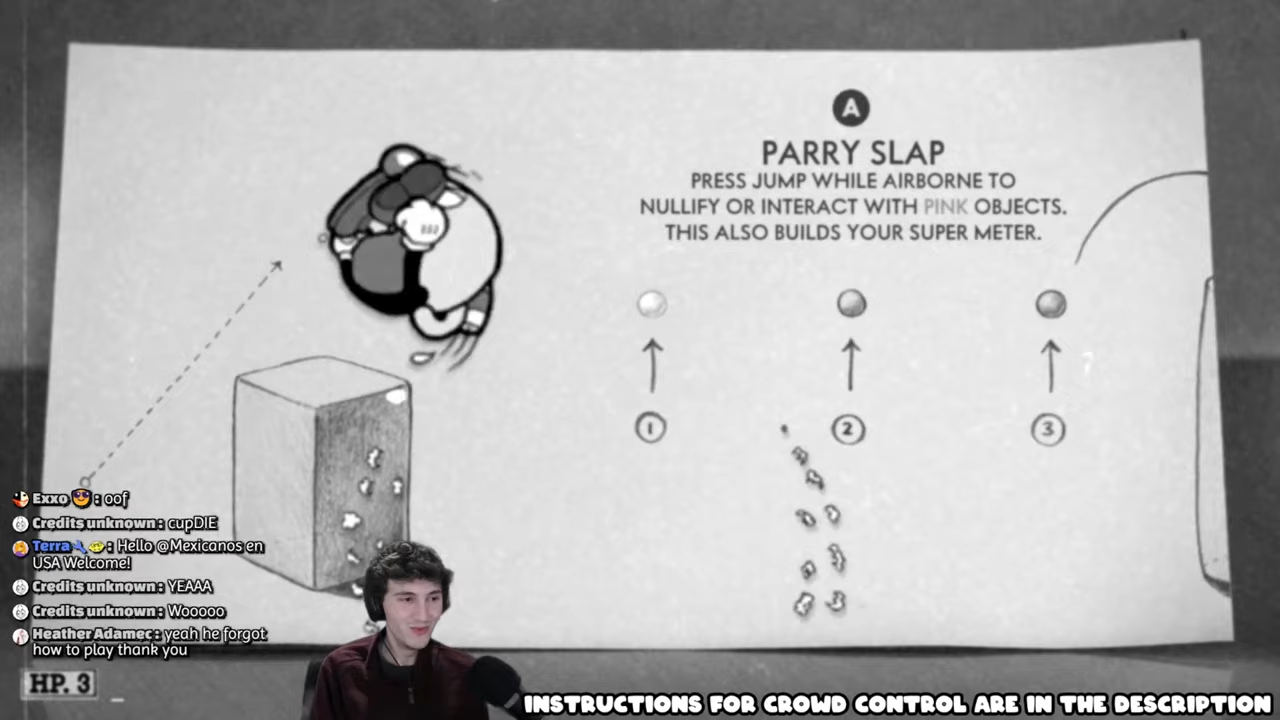 A
PARRY SLAP
PRESS JUMP WHILE AIRBORNE TO
NULLIFY OR INTERACT WITH PINK OBJECTS.
THIS ALSO BUILDS YOUR SUPER METER.
1 2 3
Exxo : oof
Credits unknown : cupDIE
Terra : Hello @Mexicanos en
USA Welcome!
Credits unknown : YEAAA
Credits unknown : Wooooo
Heather Adamec : yeah he forgot
how to play thank you
HP. 3
INSTRUCTIONS FOR CROWD CONTROL ARE IN THE DESCRIPTION